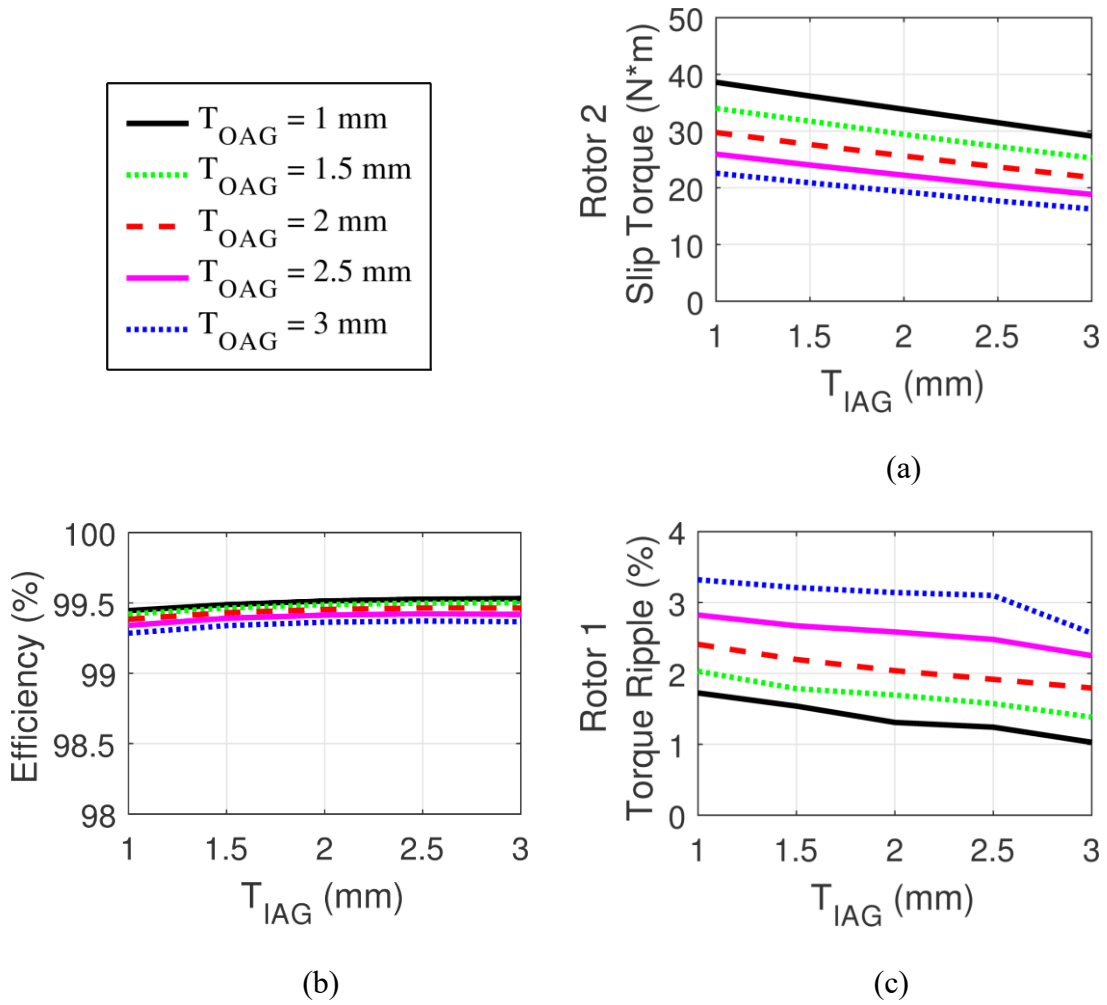 T_OAG = 1 mm
T_OAG = 1.5 mm
T_OAG = 2 mm
T_OAG = 2.5 mm
T_OAG = 3 mm
Rotor 2
Slip Torque (N*m)
50
40
30
20
10
0
1 1.5 2 2.5 3
T_IAG (mm)
(a)
Efficiency (%)
100
99.5
99
98.5
98
1 1.5 2 2.5 3
T_IAG (mm)
(b)
Rotor 1
Torque Ripple (%)
4
3
2
1
0
1 1.5 2 2.5 3
T_IAG (mm)
(c)